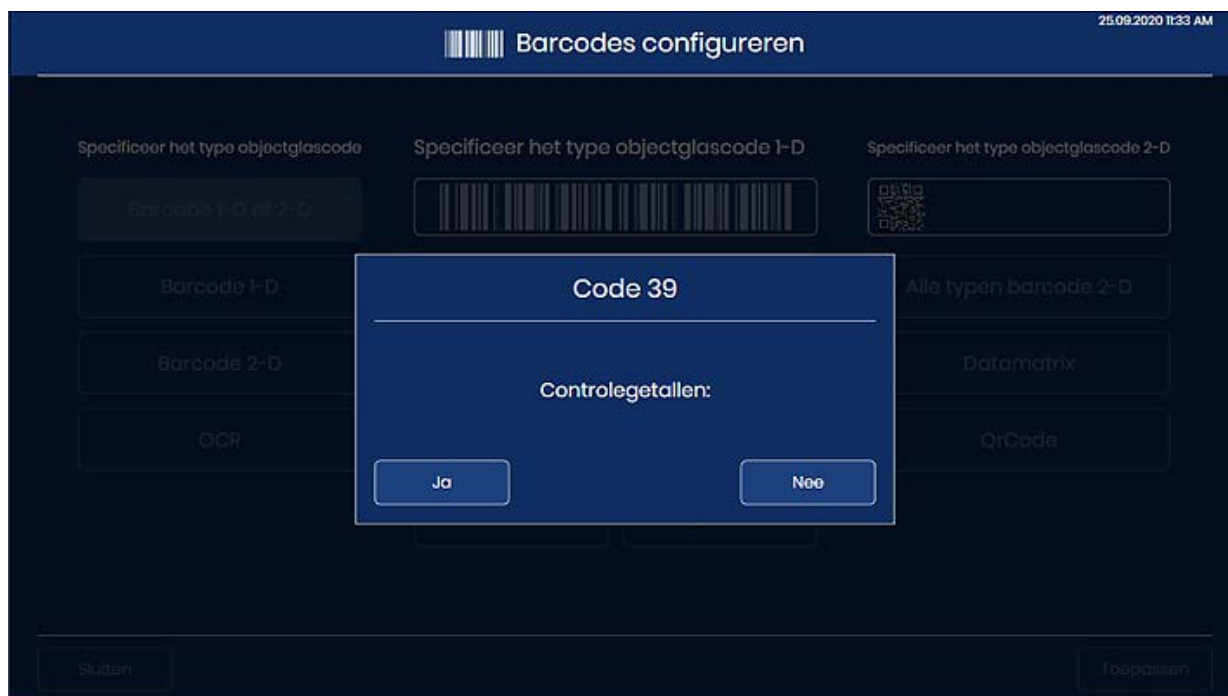 25.09.2020 11:33 AM
Barcodes configureren
Specificeer het type objectglascode
Specificeer het type objectglascode 1-D
Specificeer het type objectglascode 2-D
Barcode 1-D of 2-D
Barcode 1-D
Alle typen barcode 2-D
Barcode 2-D
Datamatrix
OCR
QrCode
Code 39
Controlegetallen:
Ja
Nee
Sluiten
Toepassen